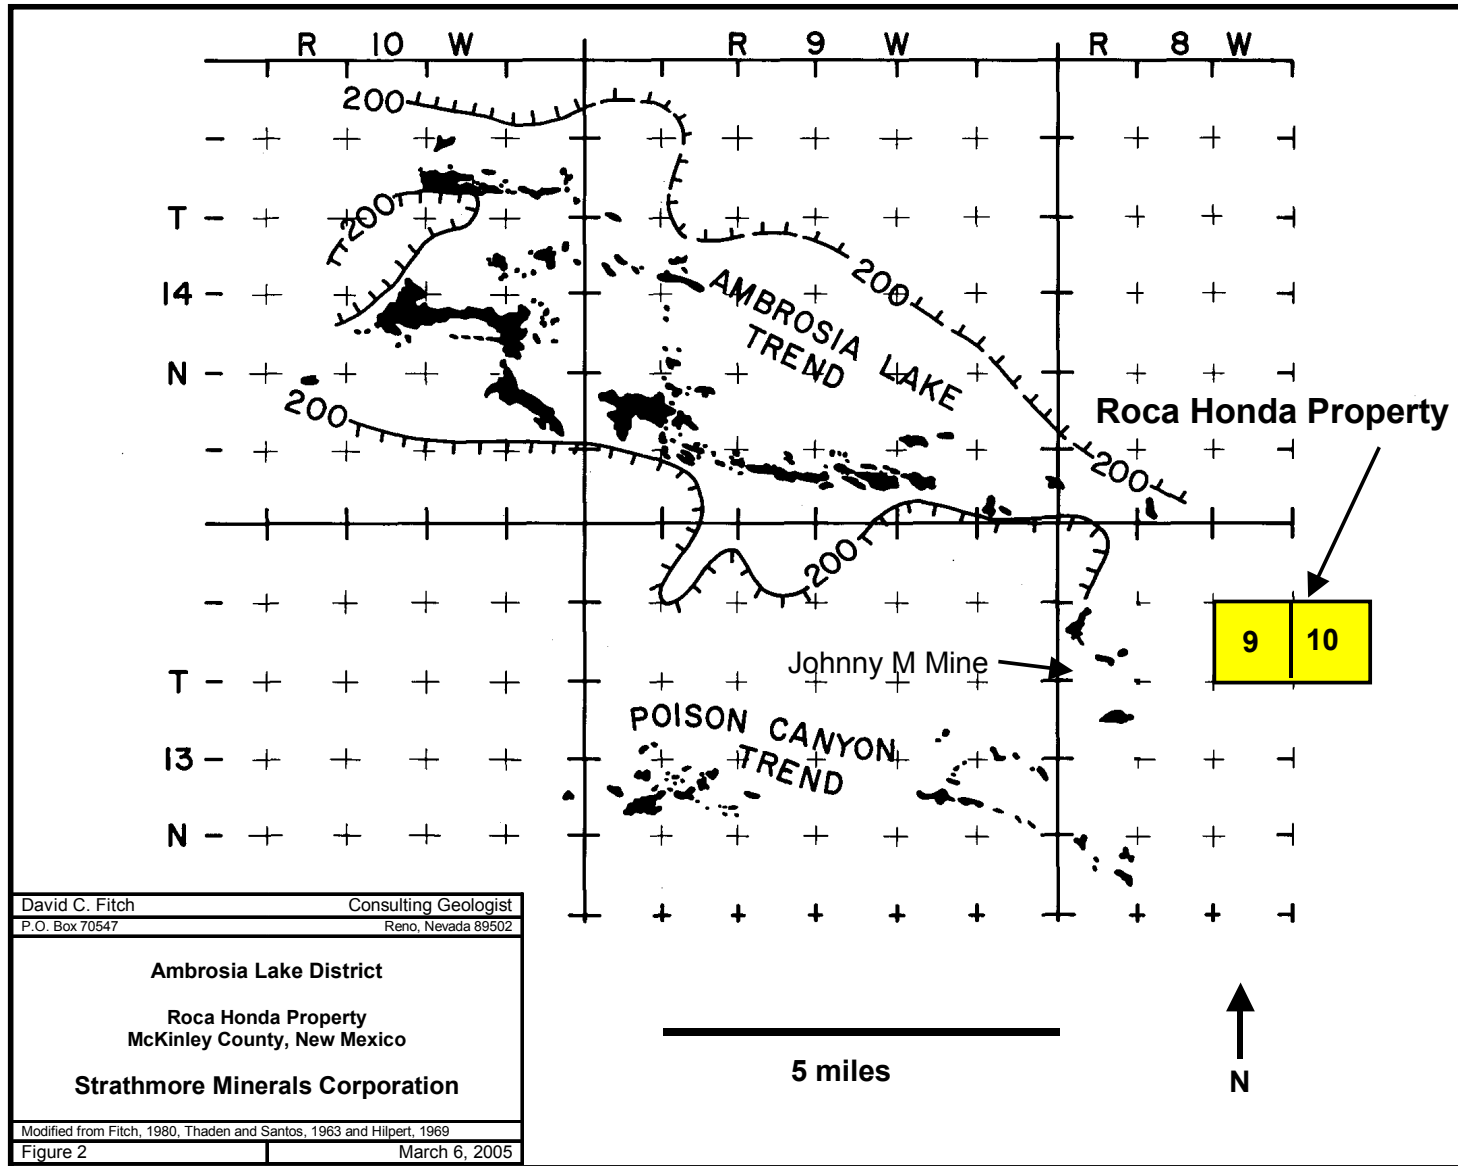 R 10 W R 9 W R 8 W
200
T
200
14
200
AMBROSIA LAKE
TREND
N
200
Roca Honda Property
200
200
9 10
Johnny M Mine
T
POISON CANYON
TREND
13
N
David C. Fitch Consulting Geologist
P.O. Box 70547 Reno, Nevada 89502
Ambrosia Lake District
Roca Honda Property
McKinley County, New Mexico
Strathmore Minerals Corporation
Modified from Fitch, 1980, Thaden and Santos, 1963 and Hilpert, 1969
Figure 2 March 6, 2005
5 miles
N